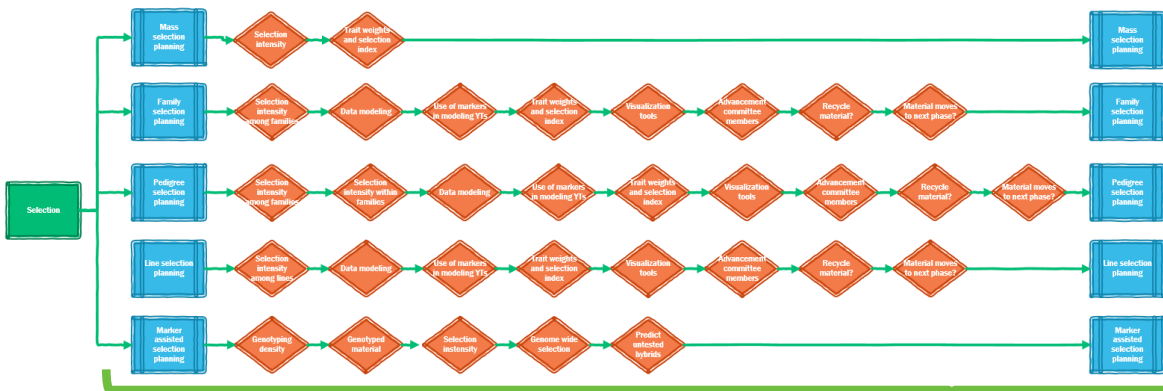 Mass
selection
planning
Selection
intensity
Trait weights
and selection
index
Mass
selection
planning
Family
selection
planning
Selection
intensity
among families
Data modeling
Use of markers
in modeling YTs
Trait weights
and selection
index
Visualization
tools
Advancement
committee
members
Recycle
material?
Material moves
to next phase?
Family
selection
planning
Selection
Pedigree
selection
planning
Selection
intensity
among families
Selection
intensity within
families
Data modeling
Use of markers
in modeling YTs
Trait weights
and selection
index
Visualization
tools
Advancement
committee
members
Recycle
material?
Material moves
to next phase?
Pedigree
selection
planning
Line selection
planning
Selection
intensity
among lines
Data modeling
Use of markers
in modeling YTs
Trait weights
and selection
index
Visualization
tools
Advancement
committee
members
Recycle
material?
Material moves
to next phase?
Line selection
planning
Marker
assisted
selection
planning
Genotyping
density
Genotyped
material
Selection
instensity
Genome wide
selection
Predict
untested
hybrids
Marker
assisted
selection
planning